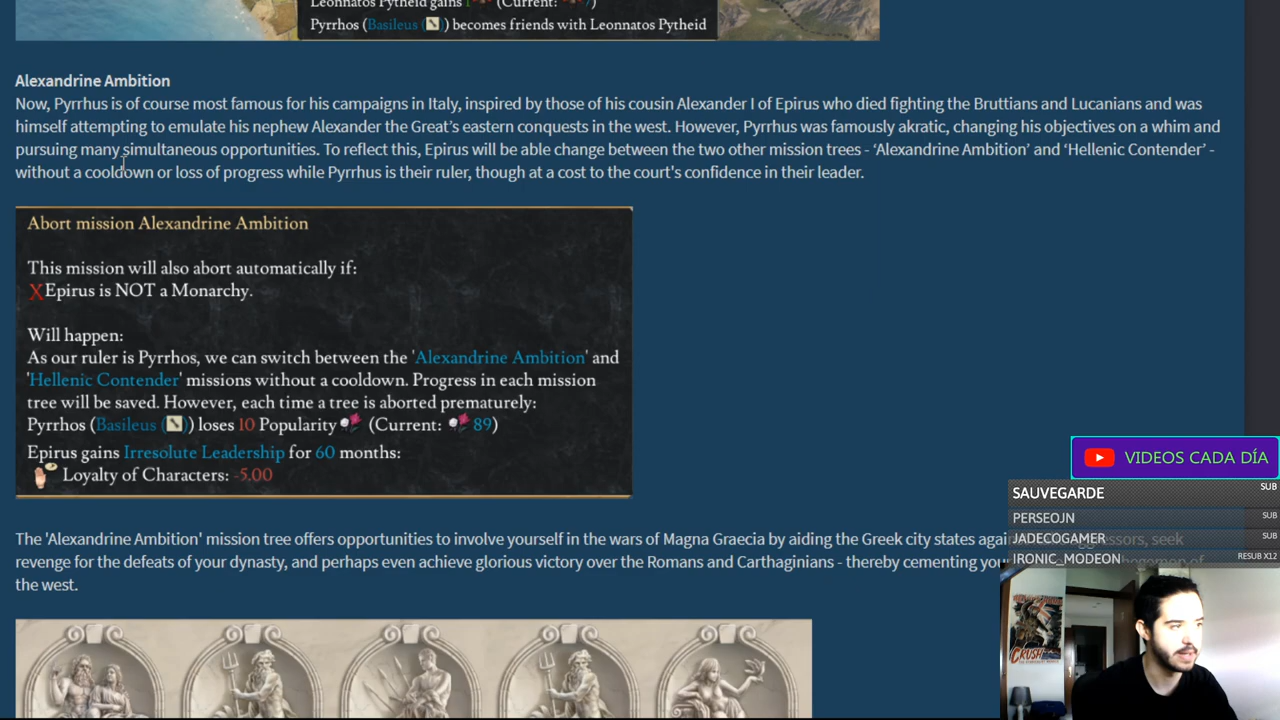 Leonnatos Pytheid gains
(Current:
Pyrrhos (Basileus) becomes friends with Leonnatos Pytheid
Alexandrine Ambition
Now, Pyrrhus is of course most famous for his campaigns in Italy, inspired by those of his cousin Alexander I of Epirus who died fighting the Bruttians and Lucanians and was
himself attempting to emulate his nephew Alexander the Great's eastern conquests in the west. However, Pyrrhus was famously akratic, changing his objectives on a whim and
pursuing many simultaneous opportunities. To reflect this, Epirus will be able change between the two other mission trees - ‘Alexandrine Ambition’ and ‘Hellenic Contender’ -
without a cooldown or loss of progress while Pyrrhus is their ruler, though at a cost to the court's confidence in their leader.
Abort mission Alexandrine Ambition
This mission will also abort automatically if:
X Epirus is NOT a Monarchy.
Will happen:
As our ruler is Pyrrhos, we can switch between the 'Alexandrine Ambition' and
'Hellenic Contender' missions without a cooldown. Progress in each mission
tree will be saved. However, each time a tree is aborted prematurely:
Pyrrhos (Basileus) loses 10 Popularity (Current: 89)
Epirus gains Irresolute Leadership for 60 months:
Loyalty of Characters: -5.00
The 'Alexandrine Ambition' mission tree offers opportunities to involve yourself in the wars of Magna Graecia by aiding the Greek city states
revenge for the defeats of your dynasty, and perhaps even achieve glorious victory over the Romans and Carthaginians - thereby cementing
the west.
VIDEOS CADA DÍA
SAUVEGARDE SUB
PERSEOJN SUB
JADECOGAMER SUB
IRONIC_MODEON RESUB X12
CRUSH